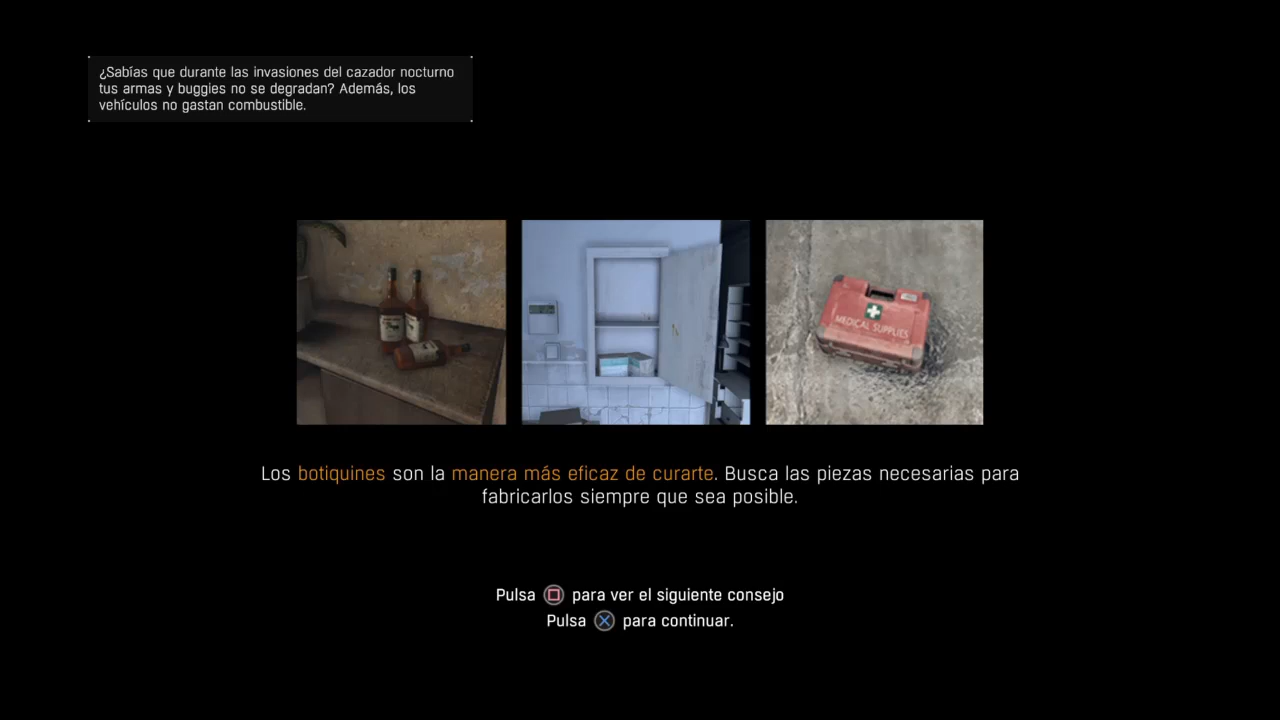 ¿Sabías que durante las invasiones del cazador nocturno
tus armas y buggies no se degradan? Además, los
vehículos no gastan combustible.
MEDICAL SUPPLIES
Los botiquines son la manera más eficaz de curarte. Busca las piezas necesarias para
fabricarlos siempre que sea posible.
Pulsa para ver el siguiente consejo
Pulsa para continuar.